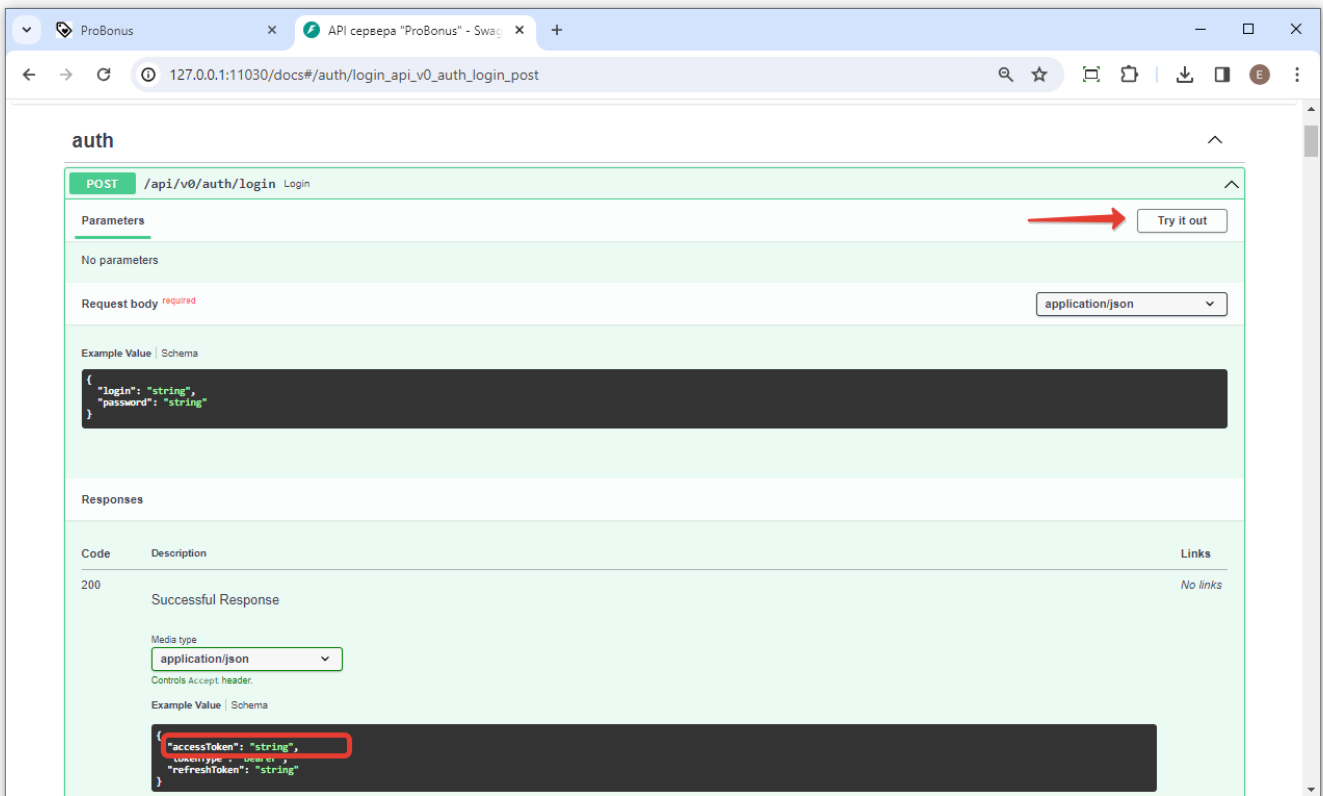 ProBonus
API сервера "ProBonus" - Swag
127.0.0.1:11030/docs#/auth/login_api_v0_auth_login_post
E
auth
POST /api/v0/auth/login Login
Parameters
Try it out
No parameters
Request body required
application/json
Example Value | Schema
{
"login": "string",
"password": "string"
}
Responses
Code Description Links
200 Successful Response No links
Media type
application/json
Controls Accept header.
Example Value | Schema
{
"accessToken": "string",
"tokenType": "bearer",
"refreshToken": "string"
}